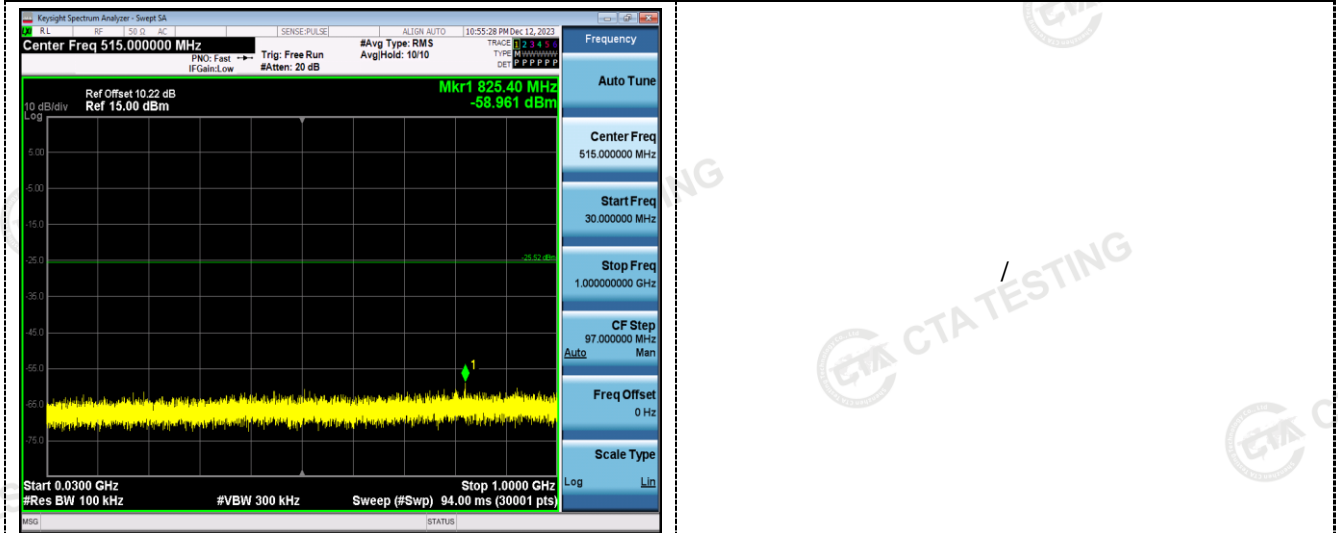 Keysight Spectrum Analyzer - Swept SA
RL RF 50 Ω AC SENSE:PULSE ALIGN AUTO 10:55:28 PM Dec 12, 2023
Center Freq 515.000000 MHz
PNO: Fast
IFGain:Low
Trig: Free Run
#Atten: 20 dB
#Avg Type: RMS
Avg|Hold: 10/10
TRACE 1 2 3 4 5 6
TYPE M WWWWW
DET P P P P P P
Frequency
Ref Offset 10.22 dB
10 dB/div Ref 15.00 dBm
Log
Mkr1 825.40 MHz
-58.961 dBm
5.00
-5.00
-15.0
-25.0
-35.0
-45.0
-55.0
-65.0
-75.0
-25.52 dBm
1
Start 0.0300 GHz
Stop 1.0000 GHz
#Res BW 100 kHz
#VBW 300 kHz
Sweep (#Swp) 94.00 ms (30001 pts)
MSG
STATUS
Auto Tune
Center Freq
515.000000 MHz
Start Freq
30.000000 MHz
Stop Freq
1.000000000 GHz
CF Step
97.000000 MHz
Auto Man
Freq Offset
0 Hz
Scale Type
Log Lin
/
CTA TESTING
NG
CTA